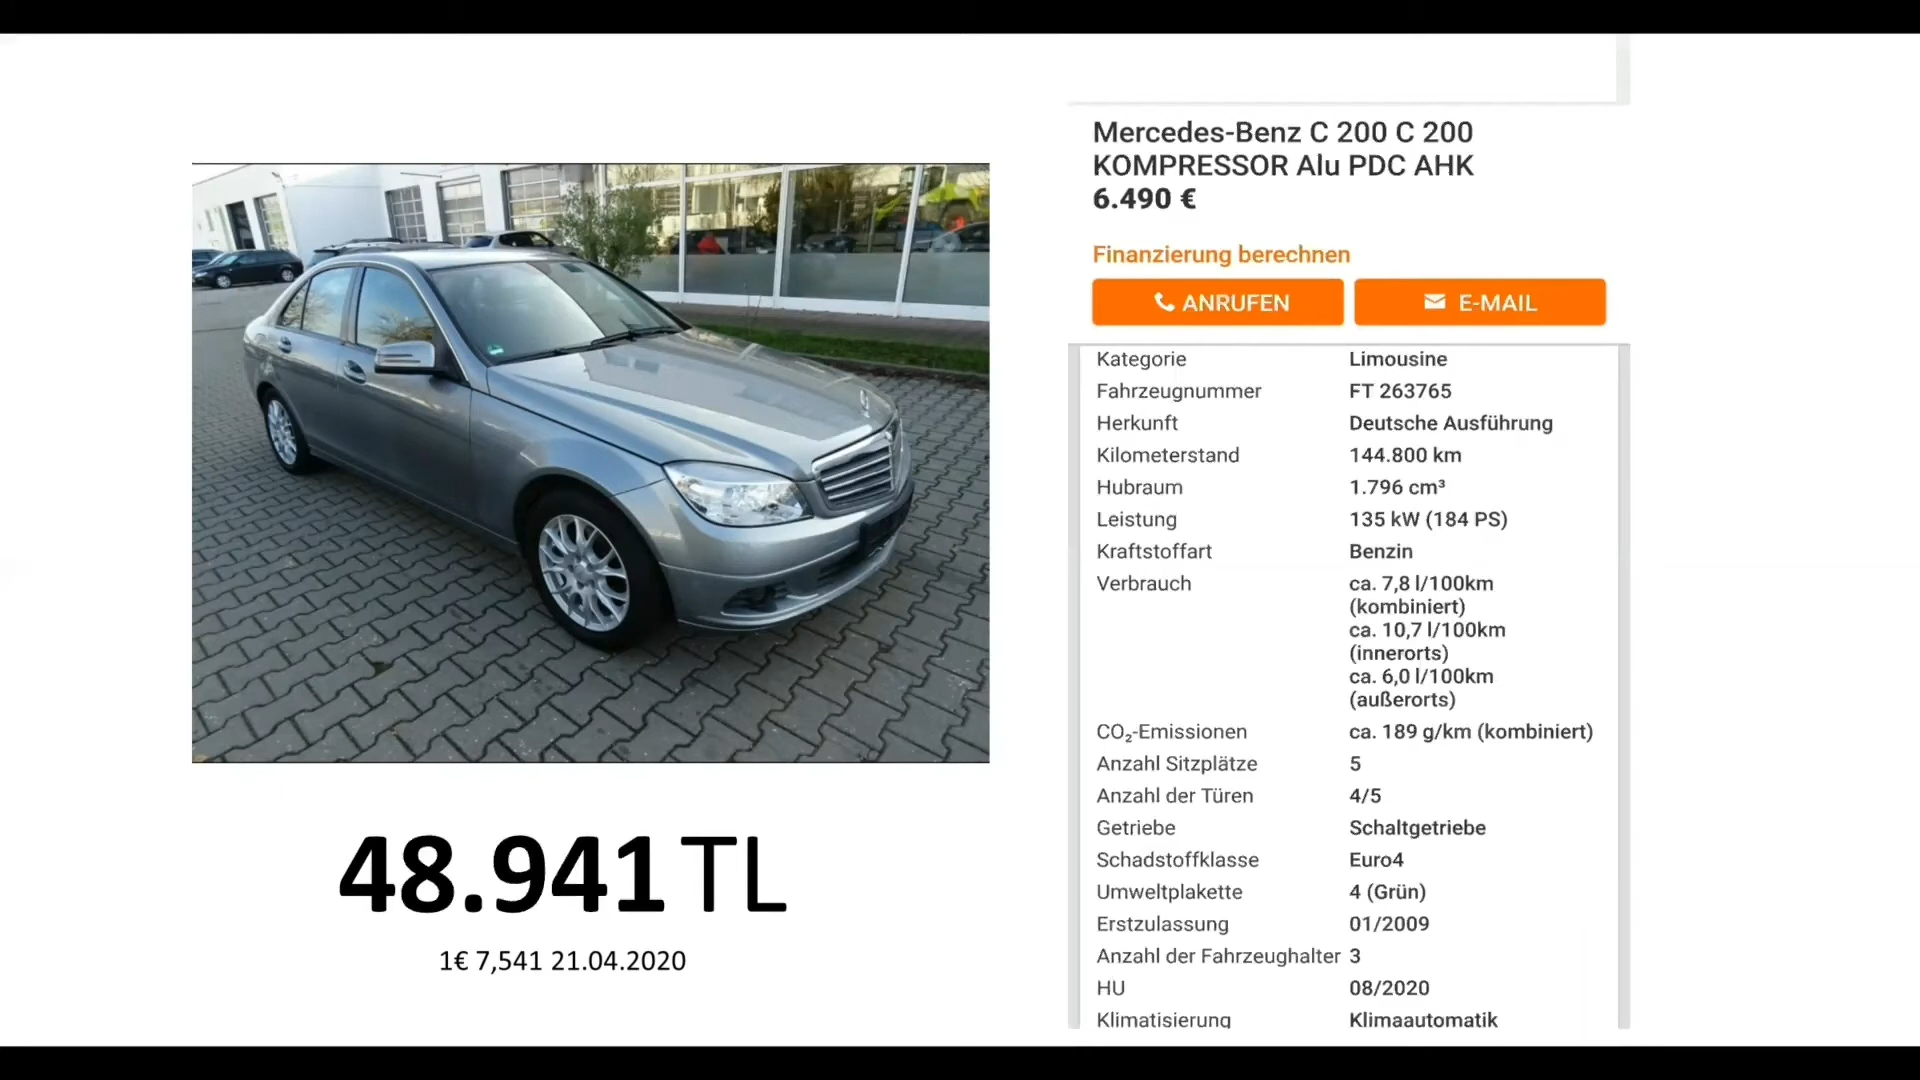 Mercedes-Benz C 200 C 200
KOMPRESSOR Alu PDC AHK
6.490 €
Finanzierung berechnen
ANRUFEN
E-MAIL
Kategorie Limousine
Fahrzeugnummer FT 263765
Herkunft Deutsche Ausführung
Kilometerstand 144.800 km
Hubraum 1.796 cm³
Leistung 135 kW (184 PS)
Kraftstoffart Benzin
Verbrauch ca. 7,8 l/100km
(kombiniert)
ca. 10,7 l/100km
(innerorts)
ca. 6,0 l/100km
(außerorts)
CO₂-Emissionen ca. 189 g/km (kombiniert)
Anzahl Sitzplätze 5
Anzahl der Türen 4/5
Getriebe Schaltgetriebe
Schadstoffklasse Euro4
Umweltplakette 4 (Grün)
Erstzulassung 01/2009
Anzahl der Fahrzeughalter 3
HU 08/2020
Klimatisierung Klimaautomatik
48.941 TL
1€ 7,541 21.04.2020